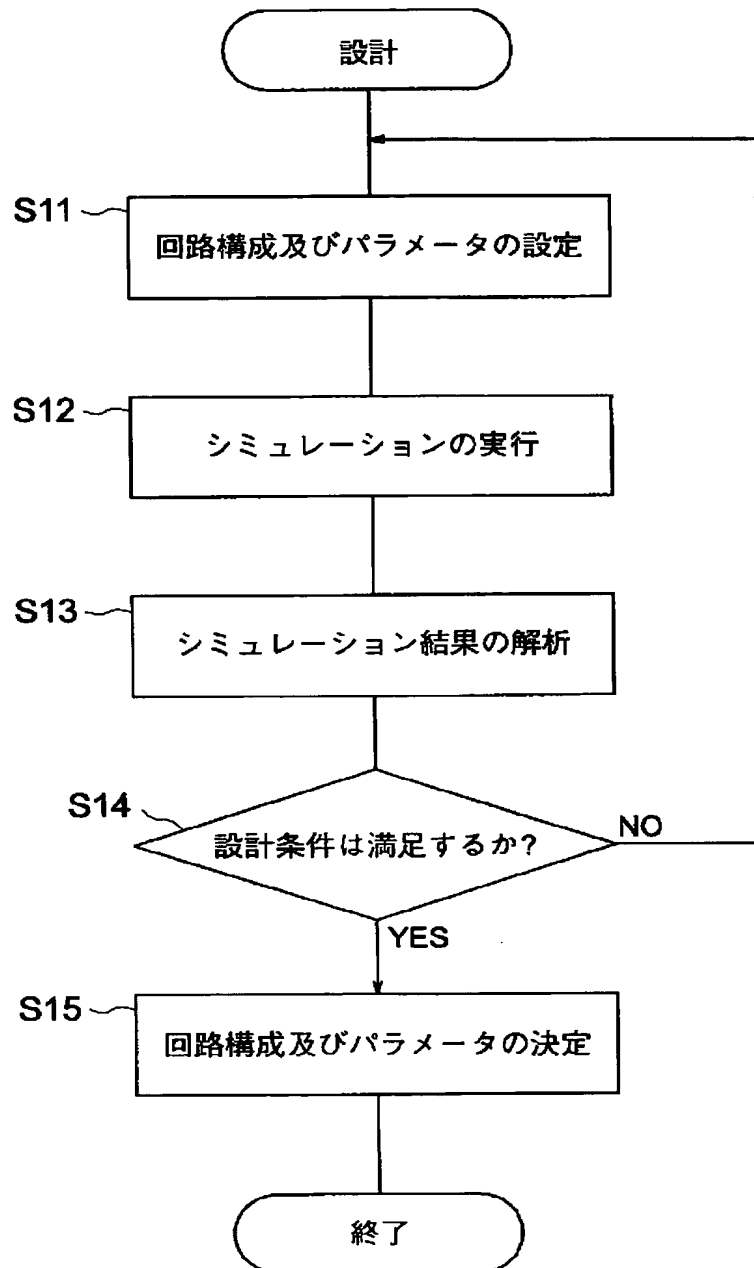 設計
S11
回路構成及びパラメータの設定
S12
シミュレーションの実行
S13
シミュレーション結果の解析
S14
設計条件は満足するか?
NO
YES
S15
回路構成及びパラメータの決定
終了